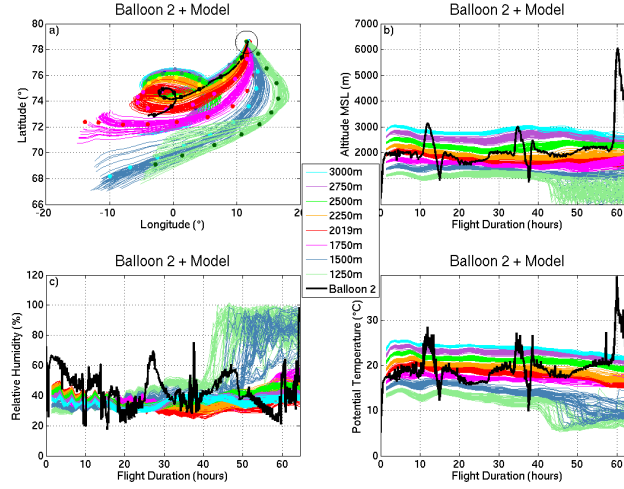 Balloon 2 + Model
a)
80
78
76
74
72
70
68
66
Latitude (°)
-20
-10
0
10
20
Longitude (°)
Balloon 2 + Model
b)
7000
6000
5000
4000
3000
2000
Altitude MSL (m)
0
10
20
30
40
50
60
Flight Duration (hours)
3000m
2750m
2500m
2250m
2019m
1750m
1500m
1250m
Balloon 2
Balloon 2 + Model
c)
120
100
80
60
40
20
0
Relative Humidity (%)
0
10
20
30
40
50
60
Flight Duration (hours)
Balloon 2 + Model
30
20
10
0
Potential Temperature (°C)
0
10
20
30
40
50
60
Flight Duration (hours)